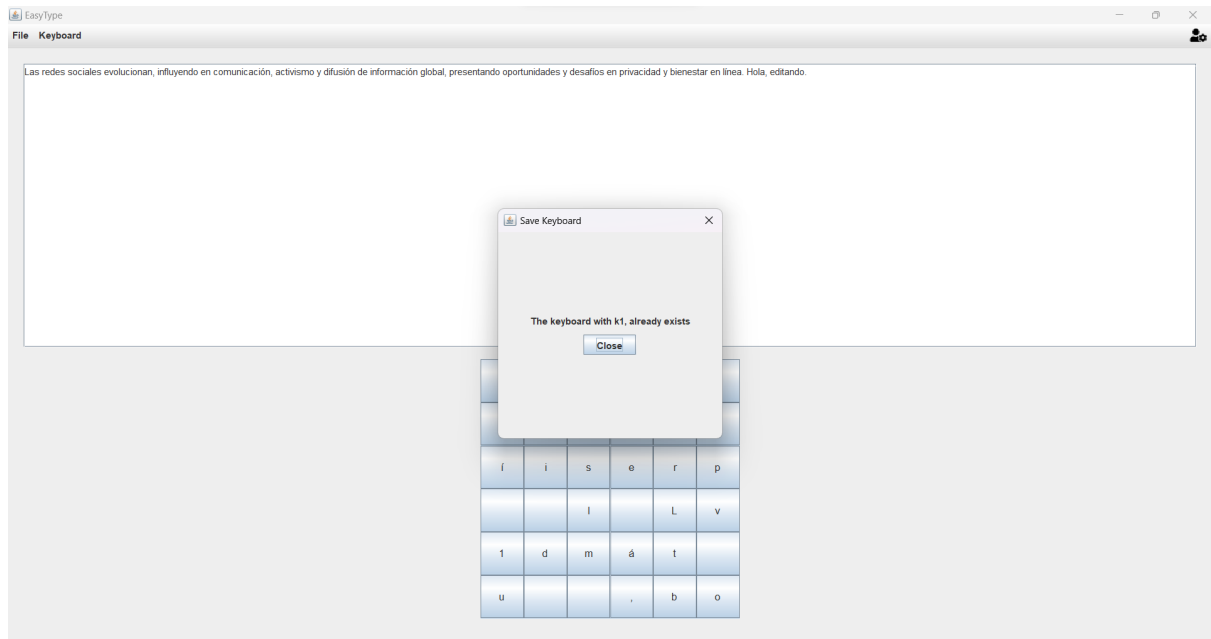 EasyType
File Keyboard
Las redes sociales evolucionan, influyendo en comunicación, activismo y difusión de información global, presentando oportunidades y desafíos en privacidad y bienestar en línea. Hola, editando.
Save Keyboard
The keyboard with k1, already exists
Close
í i s e r p
l L v
1 d m á t
u , b o